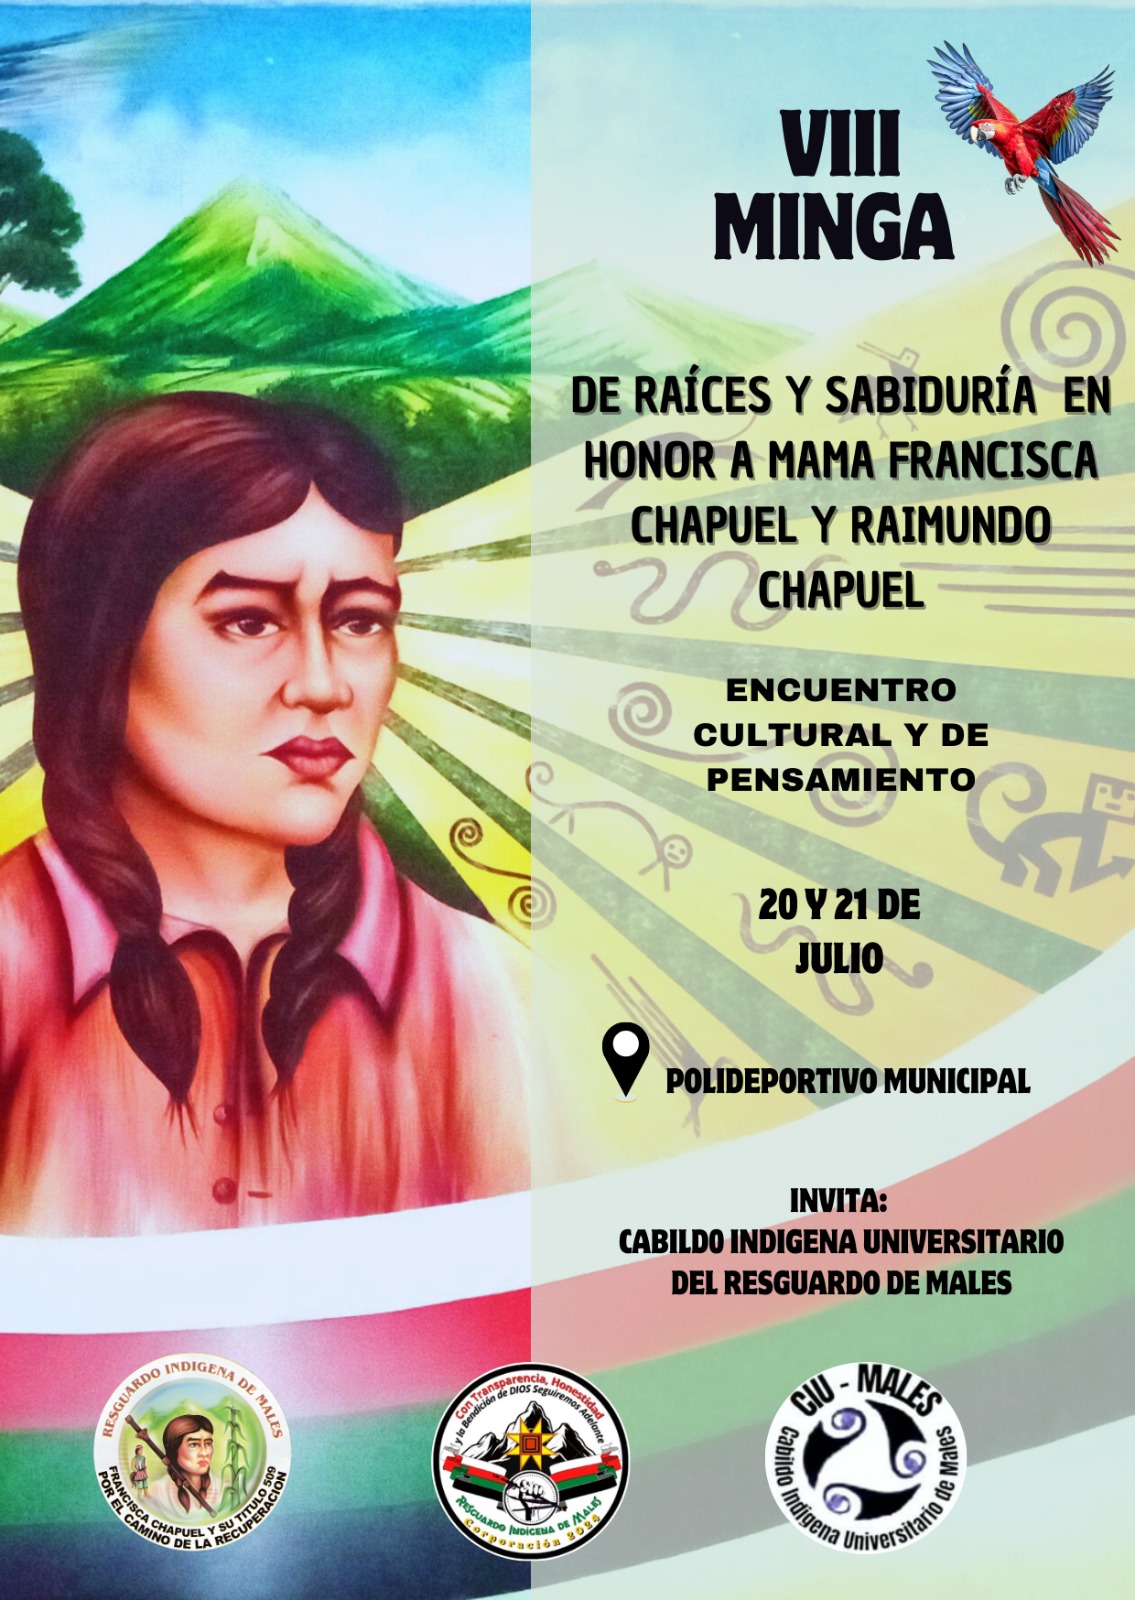 VIII
MINGA
DE RAÍCES Y SABIDURÍA EN
HONOR A MAMA FRANCISCA
CHAPUEL Y RAIMUNDO
CHAPUEL
ENCUENTRO
CULTURAL Y DE
PENSAMIENTO
20 Y 21 DE
JULIO
POLIDEPORTIVO MUNICIPAL
INVITA:
CABILDO INDIGENA UNIVERSITARIO
DEL RESGUARDO DE MALES
RESGUARDO INDIGENA DE MALES
FRANCISCA CHAPUEL Y SU TITULO 509
POR EL CAMINO DE LA RECUPERACION
Con Transparencia, Honestidad
y la Bendición de DIOS Seguiremos Adelante
RESGUARDO INDÍGENA DE MALES
Corporación 2024
CIU - MALES
Cabildo Indigena Universitario de Males